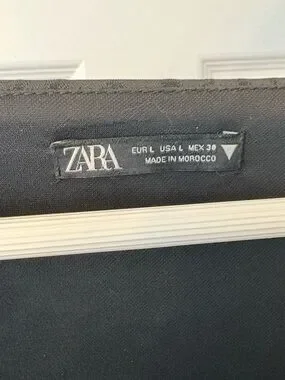 ZARA
EUR L USA L MEX 30
MADE IN MOROCCO